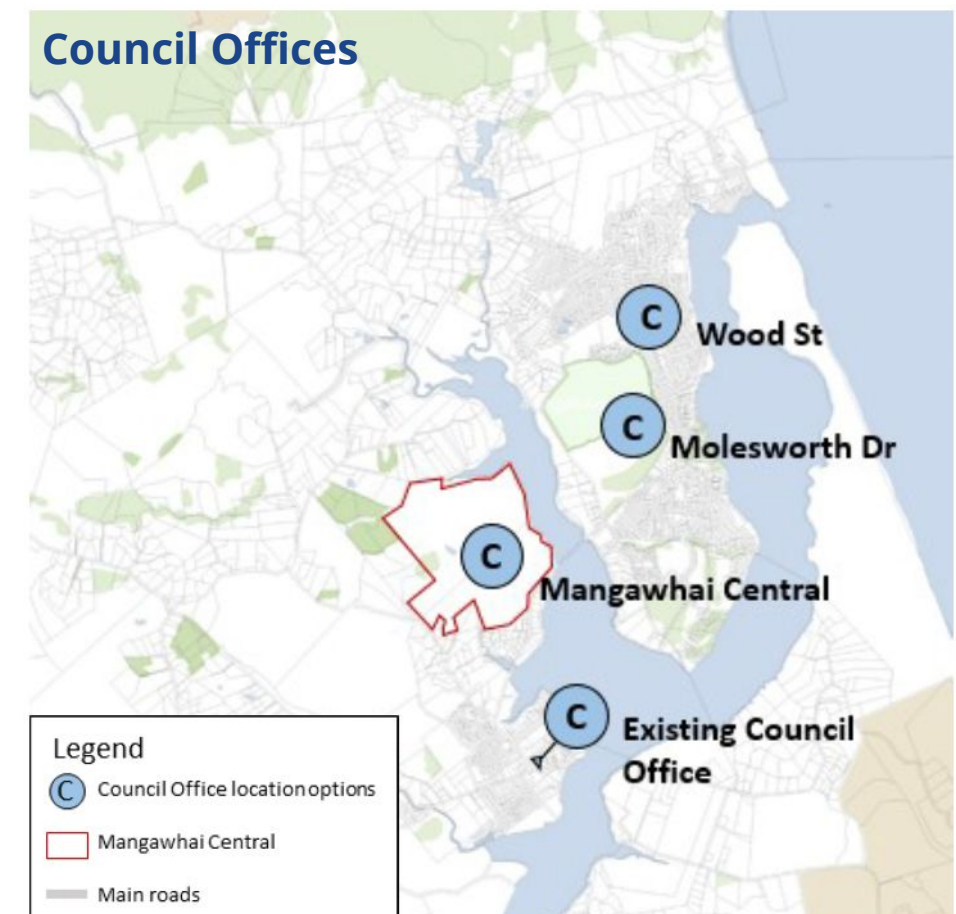 Council Offices
C
Wood St
C
Molesworth Dr
C
Mangawhai Central
C
Existing Council
Office
Legend
C Council Office location options
Mangawhai Central
Main roads